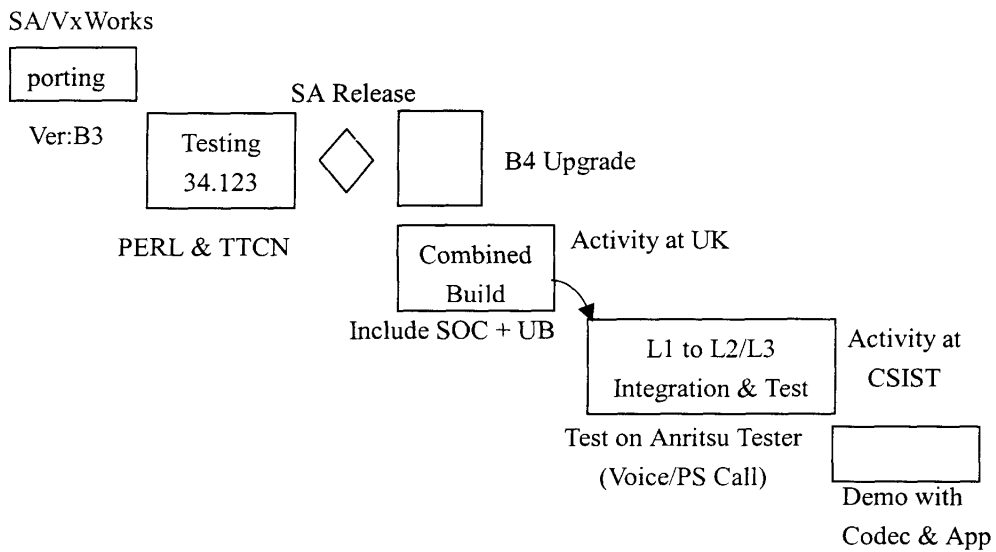 SA/VxWorks
porting
Ver:B3
SA Release
Testing
34.123
B4 Upgrade
PERL & TTCN
Combined
Build
Activity at UK
Include SOC + UB
L1 to L2/L3
Integration & Test
Activity at
CSIST
Test on Anritsu Tester
(Voice/PS Call)
Demo with
Codec & App